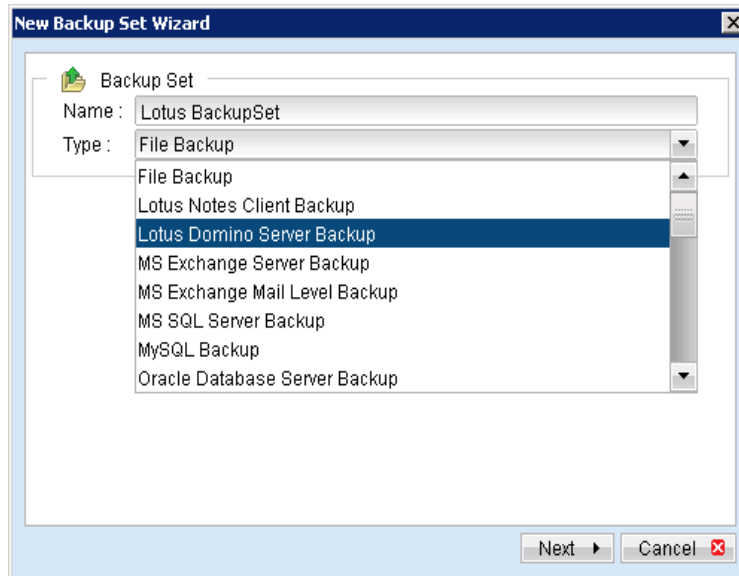 New Backup Set Wizard
Backup Set
Name : Lotus BackupSet
Type : File Backup
File Backup
Lotus Notes Client Backup
Lotus Domino Server Backup
MS Exchange Server Backup
MS Exchange Mail Level Backup
MS SQL Server Backup
MySQL Backup
Oracle Database Server Backup
Next Cancel